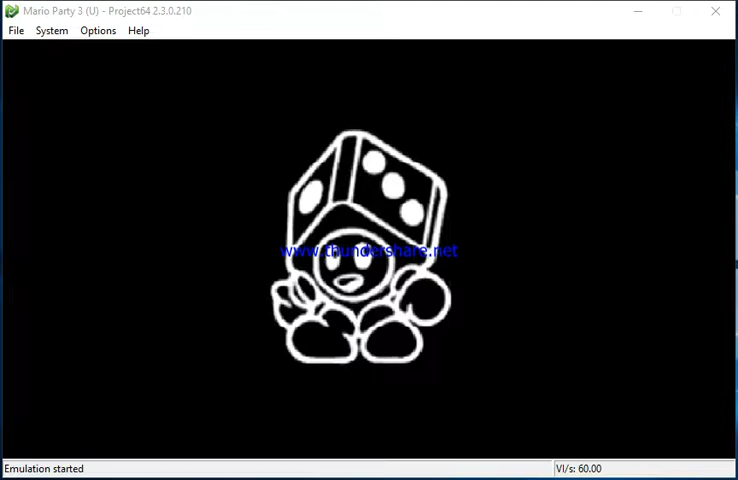 Mario Party 3 (U) - Project64 2.3.0.210
File System Options Help
www.thundershare.net
Emulation started VI/s: 60.00